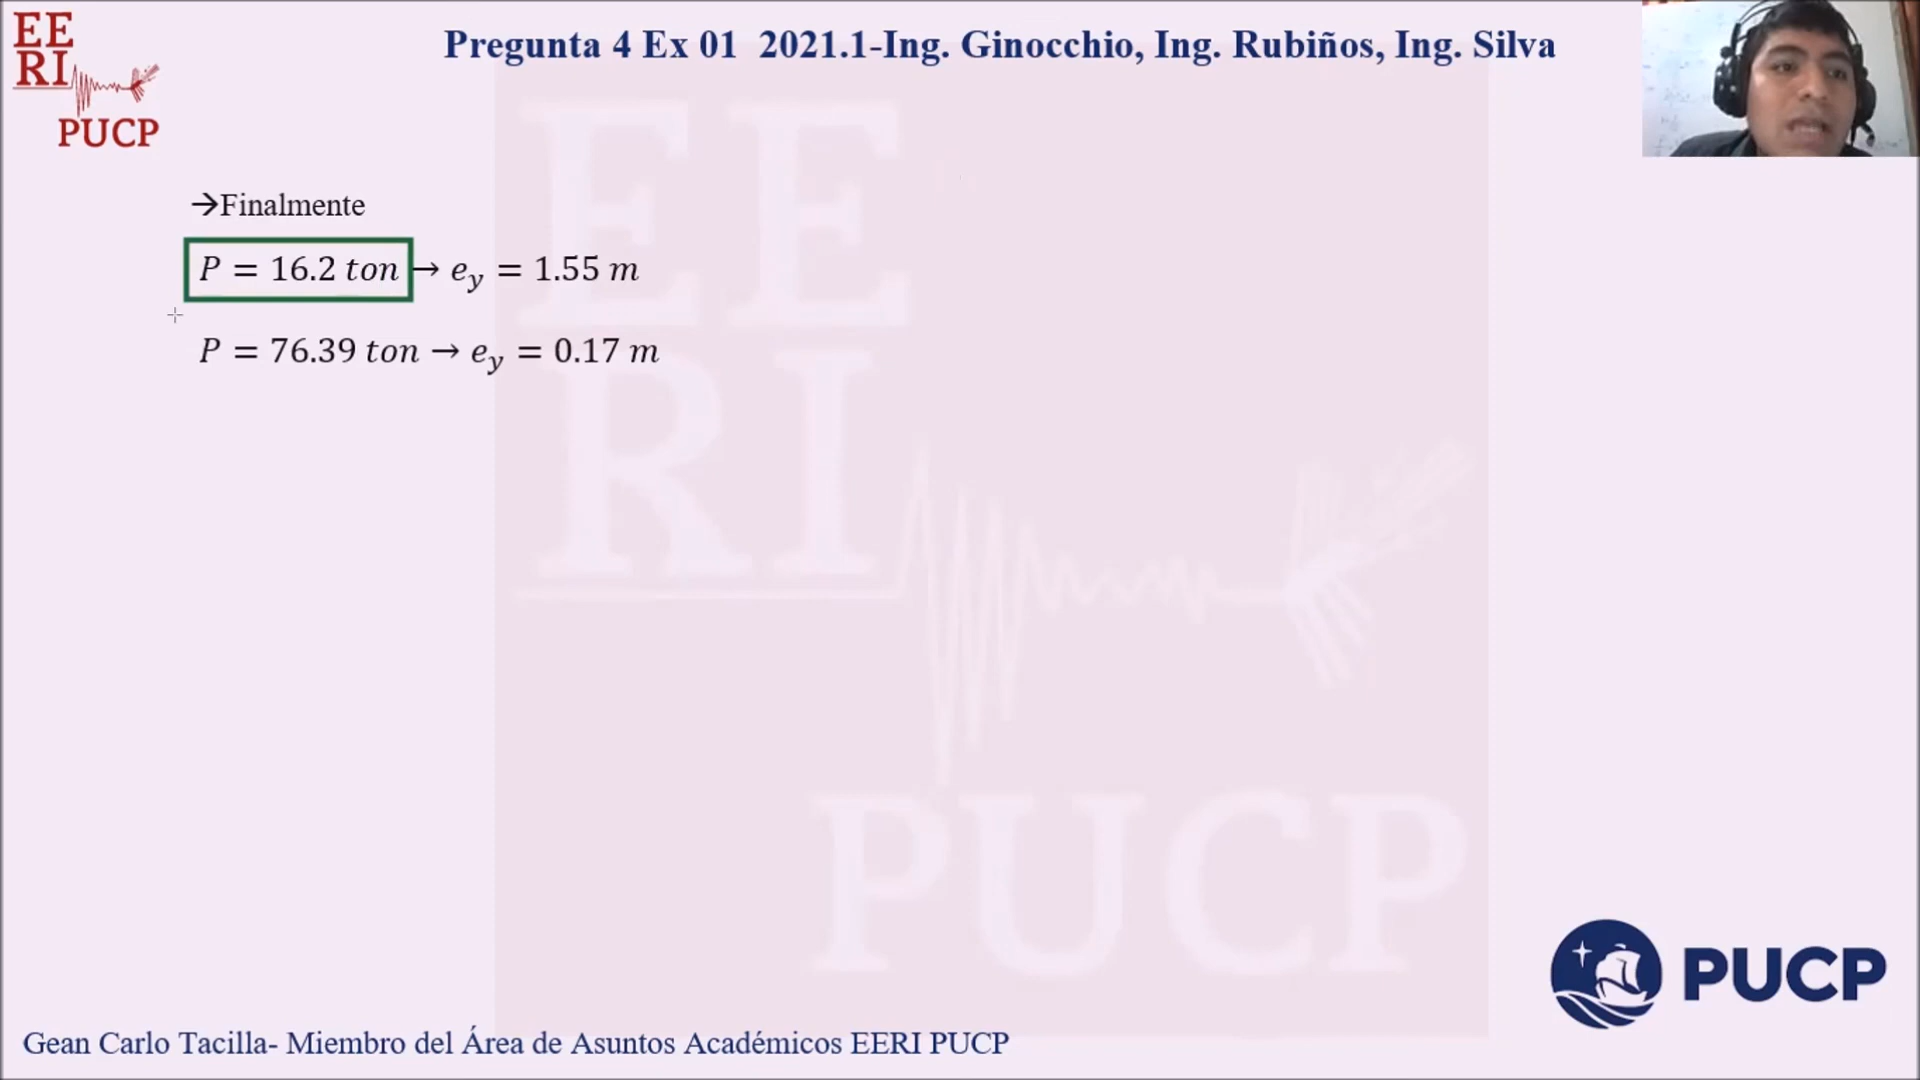 EE
RI
PUCP
Pregunta 4 Ex 01 2021.1-Ing. Ginocchio, Ing. Rubiños, Ing. Silva
→Finalmente
P = 16.2 ton → e_y = 1.55 m
P = 76.39 ton → e_y = 0.17 m
EE
RI
PUCP
PUCP
Gean Carlo Tacilla- Miembro del Área de Asuntos Académicos EERI PUCP